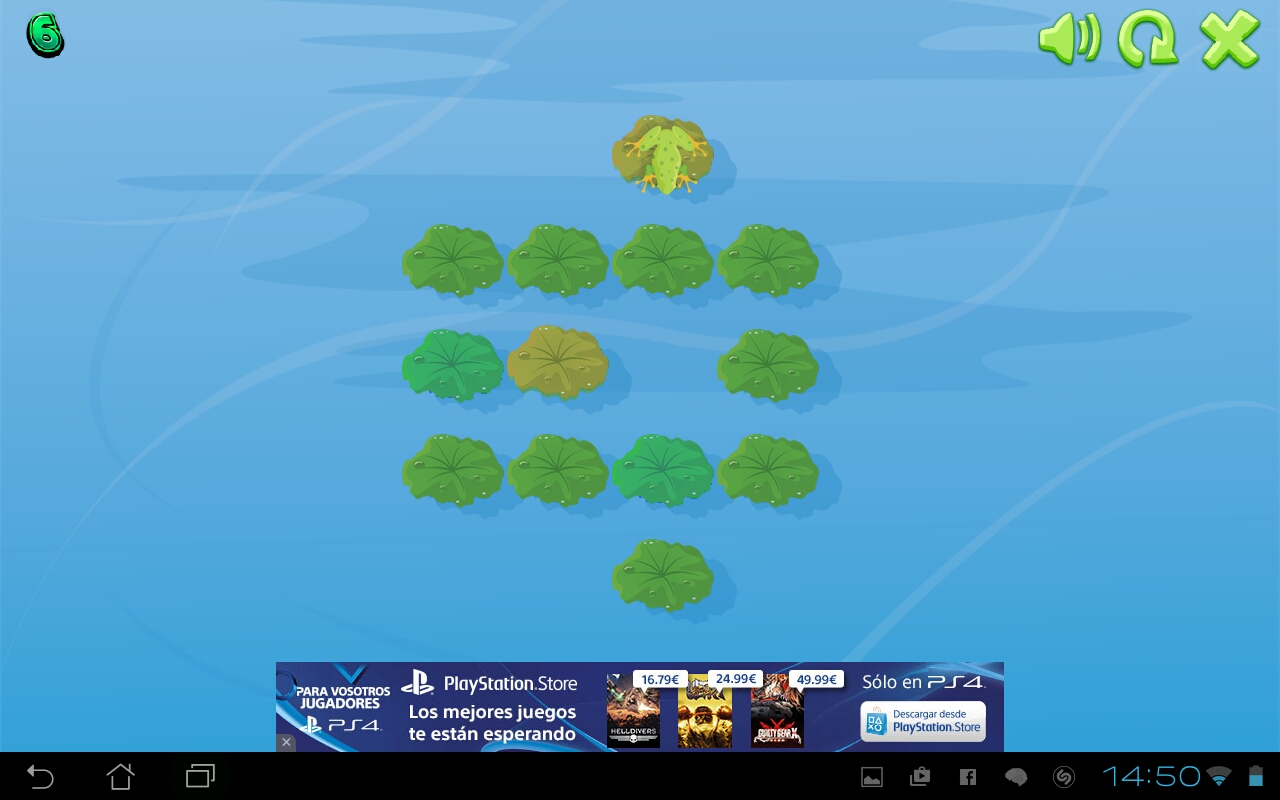 6
PARA VOSOTROS
JUGADORES
PS4
PlayStation.Store
Los mejores juegos
te están esperando
16.79€
24.99€
49.99€
HELLDIVERS
GUILTY GEAR X
Sólo en PS4.
Descargar desde
PlayStation.Store
14:50